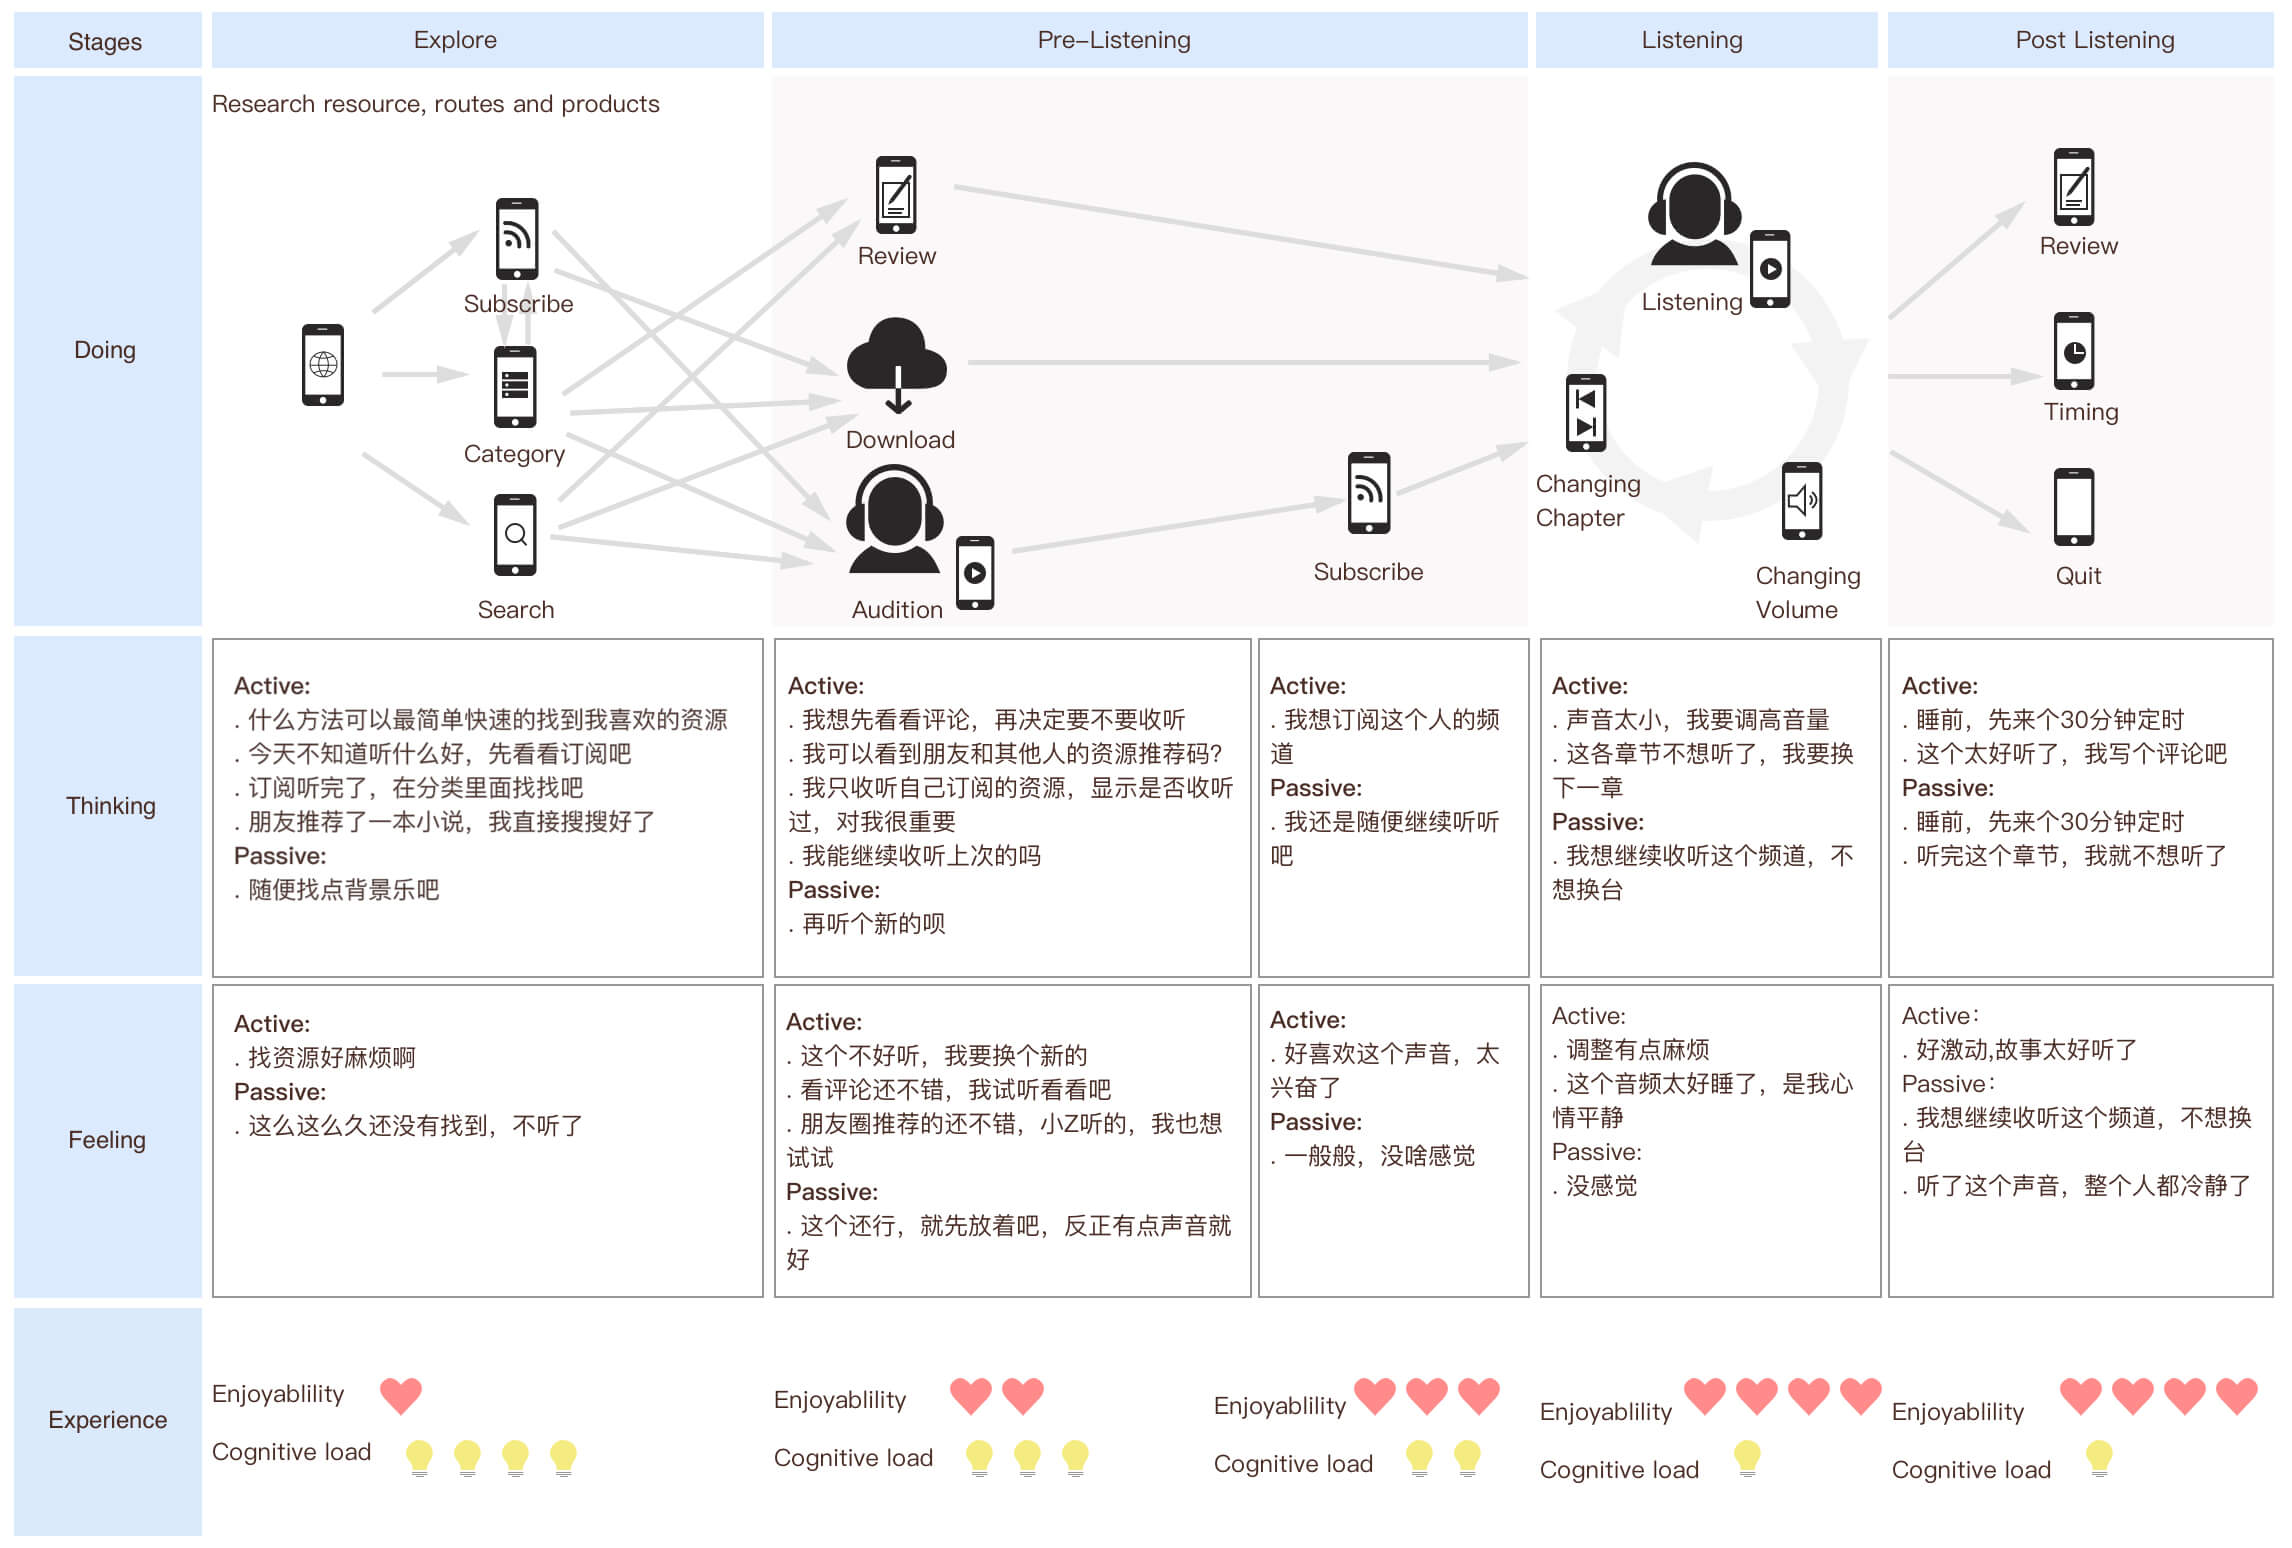 Stages
Explore
Pre–Listening
Listening
Post Listening
Doing
Research resource, routes and products
Subscribe
Category
Search
Review
Download
Audition
Subscribe
Listening
Changing
Chapter
Changing
Volume
Review
Timing
Quit
Thinking
Active:
. 什么方法可以最简单快速的找到我喜欢的资源
. 今天不知道听什么好，先看看订阅吧
. 订阅听完了，在分类里面找找吧
. 朋友推荐了一本小说，我直接搜搜好了
Passive:
. 随便找点背景乐吧
Active:
. 我想先看看评论，再决定要不要收听
. 我可以看到朋友和其他人的资源推荐码？
. 我只收听自己订阅的资源，显示是否收听
过，对我很重要
. 我能继续收听上次的吗
Passive:
. 再听个新的呗
Active:
. 我想订阅这个人的频
道
Passive:
. 我还是随便继续听听
吧
Active:
. 声音太小，我要调高音量
. 这各章节不想听了，我要换
下一章
Passive:
. 我想继续收听这个频道，不
想换台
Active:
. 睡前，先来个30分钟定时
. 这个太好听了，我写个评论吧
Passive:
. 睡前，先来个30分钟定时
. 听完这个章节，我就不想听了
Feeling
Active:
. 找资源好麻烦啊
Passive:
. 这么这么久还没有找到，不听了
Active:
. 这个不好听，我要换个新的
. 看评论还不错，我试听看看吧
. 朋友圈推荐的还不错，小Z听的，我也想
试试
Passive:
. 这个还行，就先放着吧，反正有点声音就
好
Active:
. 好喜欢这个声音，太
兴奋了
Passive:
. 一般般，没啥感觉
Active:
. 调整有点麻烦
. 这个音频太好睡了，是我心
情平静
Passive:
. 没感觉
Active：
. 好激动,故事太好听了
Passive：
. 我想继续收听这个频道，不想换
台
. 听了这个声音，整个人都冷静了
Experience
Enjoyablility
Cognitive load
Enjoyablility
Cognitive load
Enjoyablility
Cognitive load
Enjoyablility
Cognitive load
Enjoyablility
Cognitive load